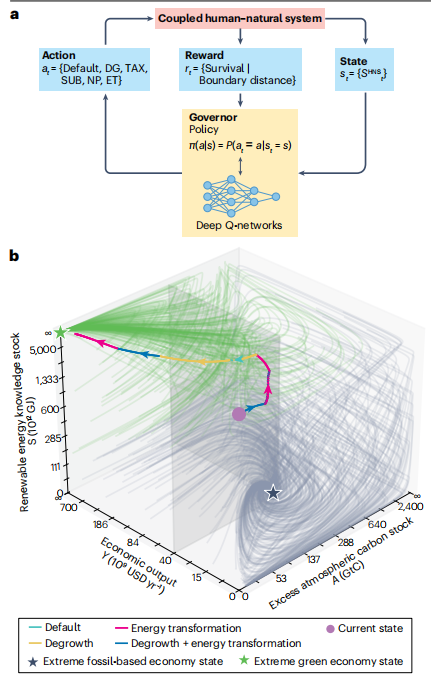 a
Coupled human–natural system
Action
aₜ = {Default, DG, TAX,
SUB, NP, ET}
Reward
rₜ = {Survival |
Boundary distance}
State
sₜ = {Sᴴᴺˢₜ}
Governor
Policy
π(a|s) = P(aₜ = a|sₜ = s)
Deep Q-networks
b
Renewable energy knowledge stock
S (10¹² GJ)
∞
5,000
1,333
600
285
111
0
∞
700
186
84
40
15
0
Economic output
Y (10⁹ USD yr⁻¹)
0
53
137
288
640
2,400
∞
Excess atmospheric carbon stock
A (GtC)
Default
Energy transformation
Current state
Degrowth
Degrowth + energy transformation
Extreme fossil-based economy state
Extreme green economy state